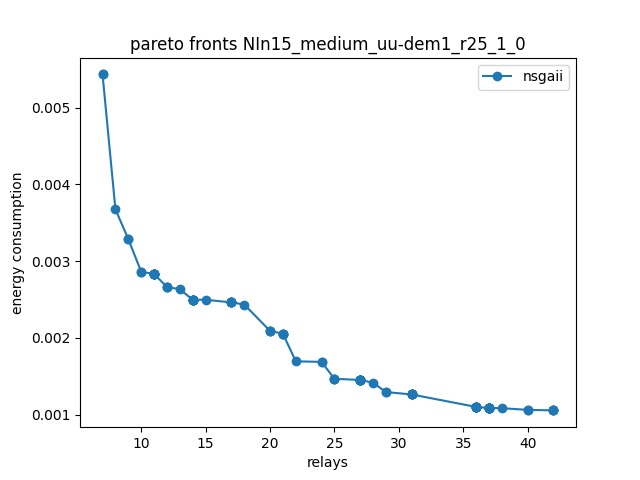 pareto fronts NIn15_medium_uu-dem1_r25_1_0
nsgaii
0.005
0.004
0.003
0.002
0.001
energy consumption
10 15 20 25 30 35 40
relays